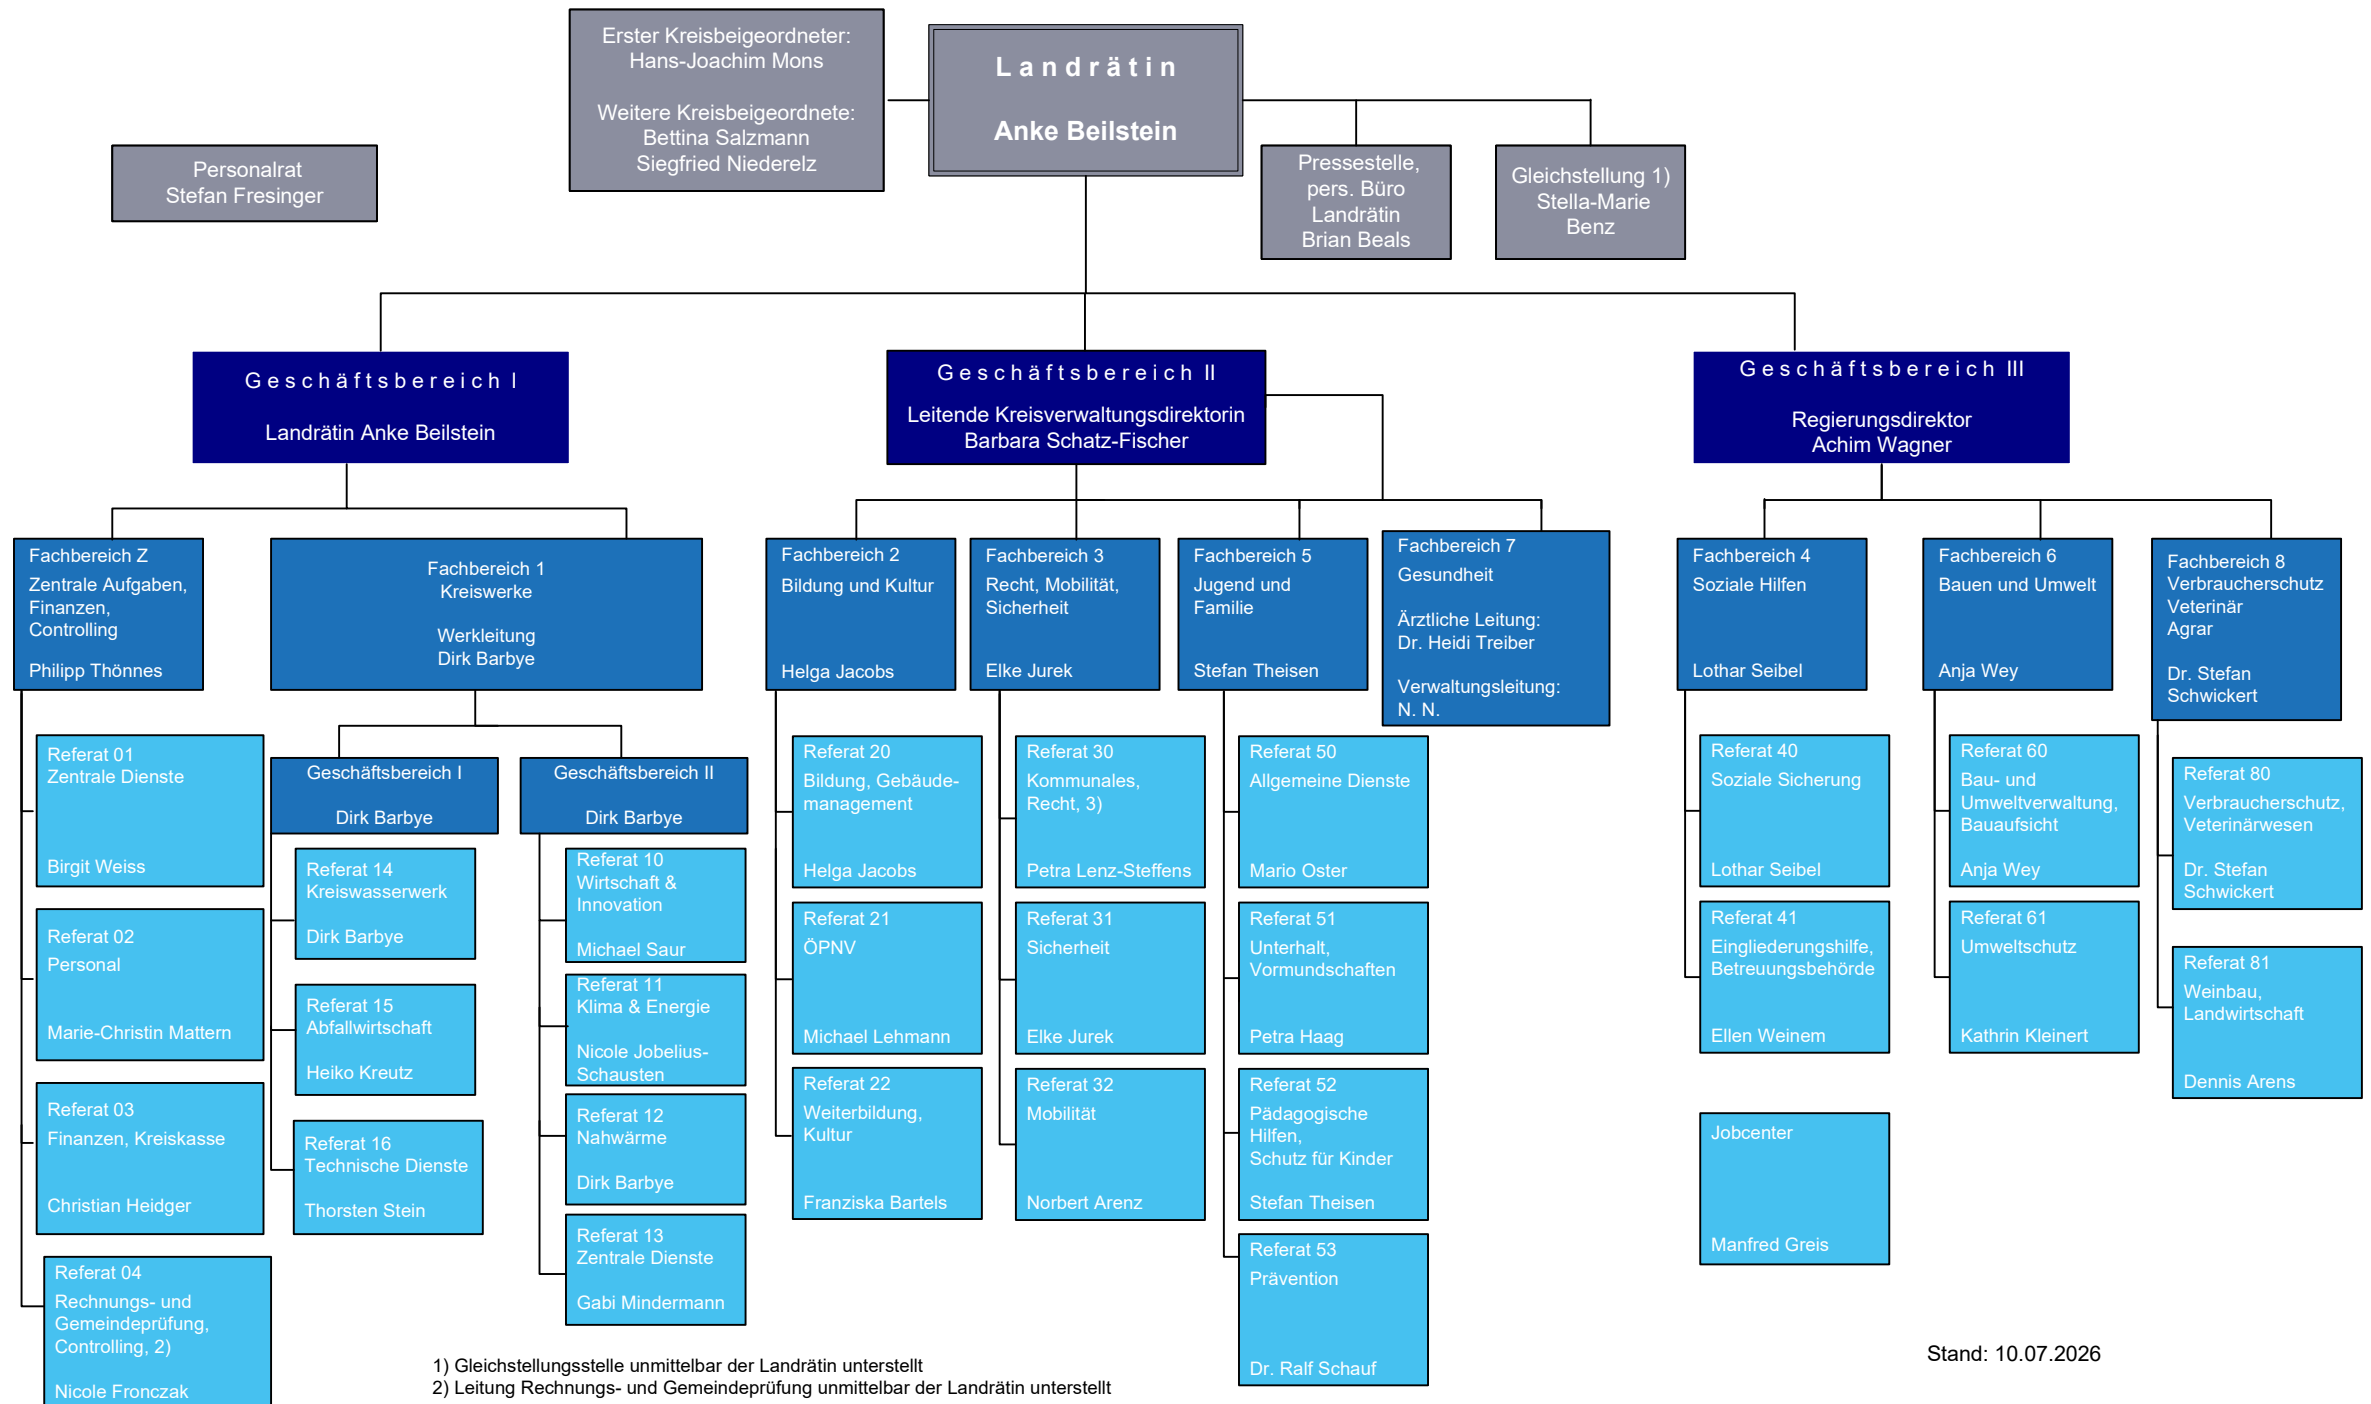 Erster Kreisbeigeordneter:
Hans-Joachim Mons
Weitere Kreisbeigeordnete:
Bettina Salzmann
Siegfried Niederelz
L a n d r ä t i n
Anke Beilstein
Personalrat
Stefan Fresinger
Pressestelle,
pers. Büro
Landrätin
Brian Beals
Gleichstellung 1)
Stella-Marie
Benz
G e s c h ä f t s b e r e i c h I
Landrätin Anke Beilstein
G e s c h ä f t s b e r e i c h II
Leitende Kreisverwaltungsdirektorin
Barbara Schatz-Fischer
G e s c h ä f t s b e r e i c h III
Regierungsdirektor
Achim Wagner
Fachbereich Z
Zentrale Aufgaben,
Finanzen,
Controlling
Philipp Thönnes
Fachbereich 1
Kreiswerke
Werkleitung
Dirk Barbye
Fachbereich 2
Bildung und Kultur
Helga Jacobs
Fachbereich 3
Recht, Mobilität,
Sicherheit
Elke Jurek
Fachbereich 5
Jugend und
Familie
Stefan Theisen
Fachbereich 7
Gesundheit
Ärztliche Leitung:
Dr. Heidi Treiber
Verwaltungsleitung:
N. N.
Fachbereich 4
Soziale Hilfen
Lothar Seibel
Fachbereich 6
Bauen und Umwelt
Anja Wey
Fachbereich 8
Verbraucherschutz
Veterinär
Agrar
Dr. Stefan
Schwickert
Referat 01
Zentrale Dienste
Birgit Weiss
Referat 02
Personal
Marie-Christin Mattern
Referat 03
Finanzen, Kreiskasse
Christian Heidger
Referat 04
Rechnungs- und
Gemeindeprüfung,
Controlling, 2)
Nicole Fronczak
Geschäftsbereich I
Dirk Barbye
Referat 14
Kreiswasserwerk
Dirk Barbye
Referat 15
Abfallwirtschaft
Heiko Kreutz
Referat 16
Technische Dienste
Thorsten Stein
Geschäftsbereich II
Dirk Barbye
Referat 10
Wirtschaft &
Innovation
Michael Saur
Referat 11
Klima & Energie
Nicole Jobelius-
Schausten
Referat 12
Nahwärme
Dirk Barbye
Referat 13
Zentrale Dienste
Gabi Mindermann
Referat 20
Bildung, Gebäude-
management
Helga Jacobs
Referat 21
ÖPNV
Michael Lehmann
Referat 22
Weiterbildung,
Kultur
Franziska Bartels
Referat 30
Kommunales,
Recht, 3)
Petra Lenz-Steffens
Referat 31
Sicherheit
Elke Jurek
Referat 32
Mobilität
Norbert Arenz
Referat 50
Allgemeine Dienste
Mario Oster
Referat 51
Unterhalt,
Vormundschaften
Petra Haag
Referat 52
Pädagogische
Hilfen,
Schutz für Kinder
Stefan Theisen
Referat 53
Prävention
Dr. Ralf Schauf
Referat 40
Soziale Sicherung
Lothar Seibel
Referat 41
Eingliederungshilfe,
Betreuungsbehörde
Ellen Weinem
Jobcenter
Manfred Greis
Referat 60
Bau- und
Umweltverwaltung,
Bauaufsicht
Anja Wey
Referat 61
Umweltschutz
Kathrin Kleinert
Referat 80
Verbraucherschutz,
Veterinärwesen
Dr. Stefan
Schwickert
Referat 81
Weinbau,
Landwirtschaft
Dennis Arens
1) Gleichstellungsstelle unmittelbar der Landrätin unterstellt
2) Leitung Rechnungs- und Gemeindeprüfung unmittelbar der Landrätin unterstellt
Stand: 10.07.2026